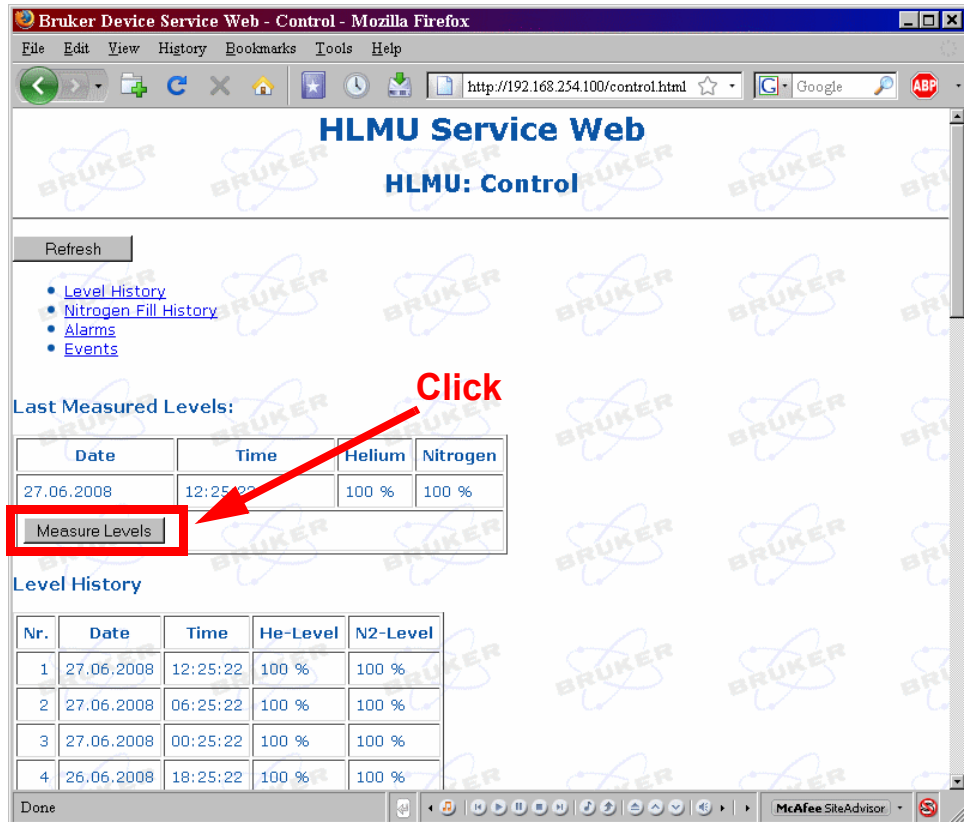 Bruker Device Service Web - Control - Mozilla Firefox
File Edit View History Bookmarks Tools Help
http://192.168.254.100/control.html Google ABP
HLMU Service Web
HLMU: Control
Refresh
Level History
Nitrogen Fill History
Alarms
Events
Click
Last Measured Levels:
Date Time Helium Nitrogen
27.06.2008 12:25:22 100 % 100 %
Measure Levels
Level History
Nr. Date Time He-Level N2-Level
1 27.06.2008 12:25:22 100 % 100 %
2 27.06.2008 06:25:22 100 % 100 %
3 27.06.2008 00:25:22 100 % 100 %
4 26.06.2008 18:25:22 100 % 100 %
Done McAfee SiteAdvisor
BRUKER